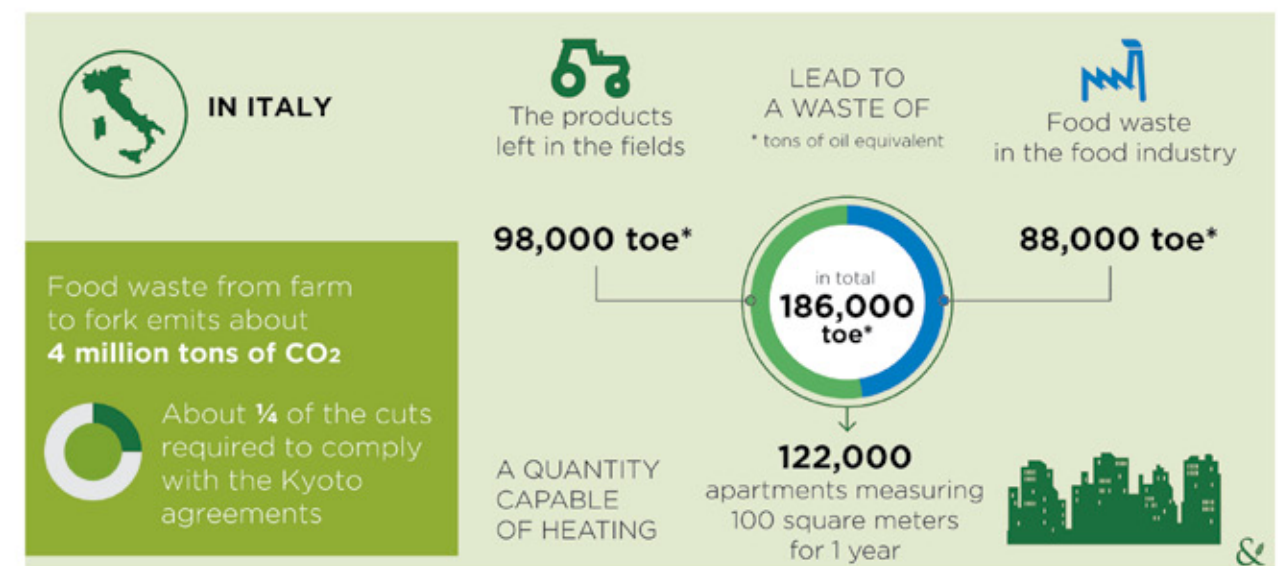 IN ITALY
Food waste from farm
to fork emits about
4 million tons of CO2
About ¼ of the cuts
required to comply
with the Kyoto
agreements
The products
left in the fields
98,000 toe*
LEAD TO
A WASTE OF
* tons of oil equivalent
Food waste
in the food industry
88,000 toe*
in total
186,000
toe*
A QUANTITY
CAPABLE
OF HEATING
122,000
apartments measuring
100 square meters
for 1 year
&